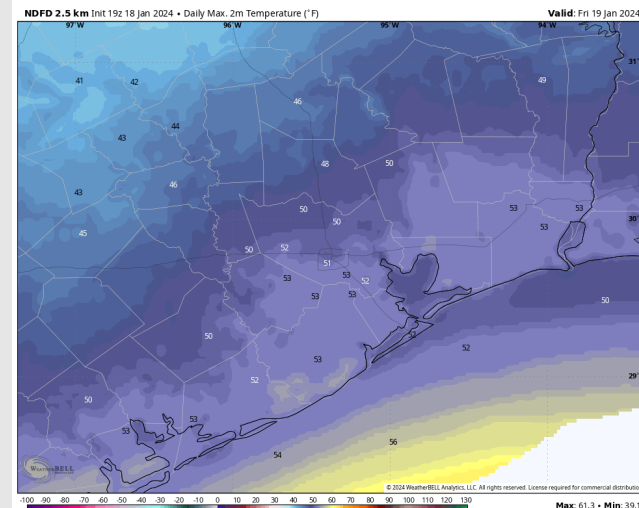 NDFD 2.5 km Init 19z 18 Jan 2024 • Daily Max. 2m Temperature (°F) Valid: Fri 19 Jan 2024
97°W 96°W 95°W 94°W
31°
41 42 49
46
44
43
48 50
46
43
50 53 53
50 53 30°
45
50 52
51
53 53 52
53 53 50
50 52
52
53 29°
52
50
53
53
56
54
WEATHERBELL
© 2024 WeatherBELL Analytics, LLC. All rights reserved. License required for commercial distributio
-100 -90 -80 -70 -60 -50 -40 -30 -20 -10 0 10 20 30 40 50 60 70 80 90 100 110 120 130
Max: 61.3 • Min: 39.1